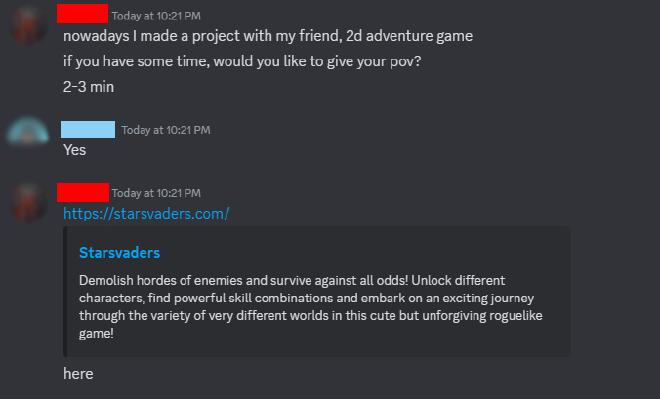 Today at 10:21 PM
nowadays I made a project with my friend, 2d adventure game
if you have some time, would you like to give your pov?
2-3 min
Today at 10:21 PM
Yes
Today at 10:21 PM
https://starsvaders.com/
Starsvaders
Demolish hordes of enemies and survive against all odds! Unlock different
characters, find powerful skill combinations and embark on an exciting journey
through the variety of very different worlds in this cute but unforgiving roguelike
game!
here